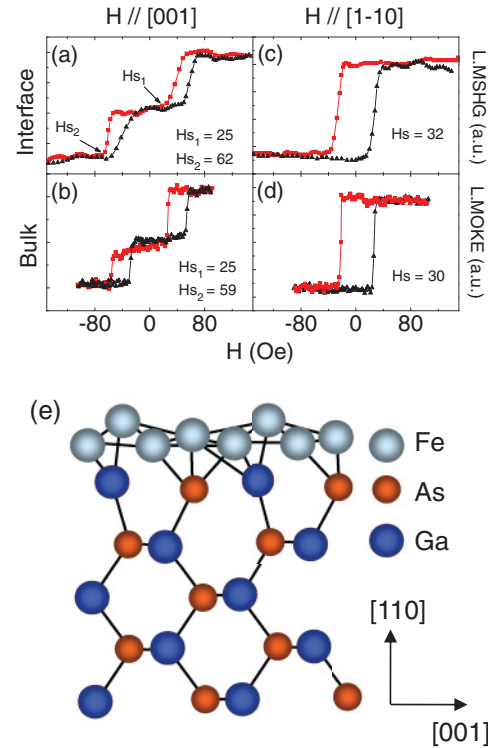 H // [001]
H // [1-10]
(a)
Hs1
Hs2
Hs1 = 25
Hs2 = 62
Interface
(c)
Hs = 32
L.MSHG (a.u.)
(b)
Hs1 = 25
Hs2 = 59
Bulk
(d)
Hs = 30
L.MOKE (a.u)
-80 0 80 -80 0 80
H (Oe)
(e)
Fe
As
Ga
[110]
[001]